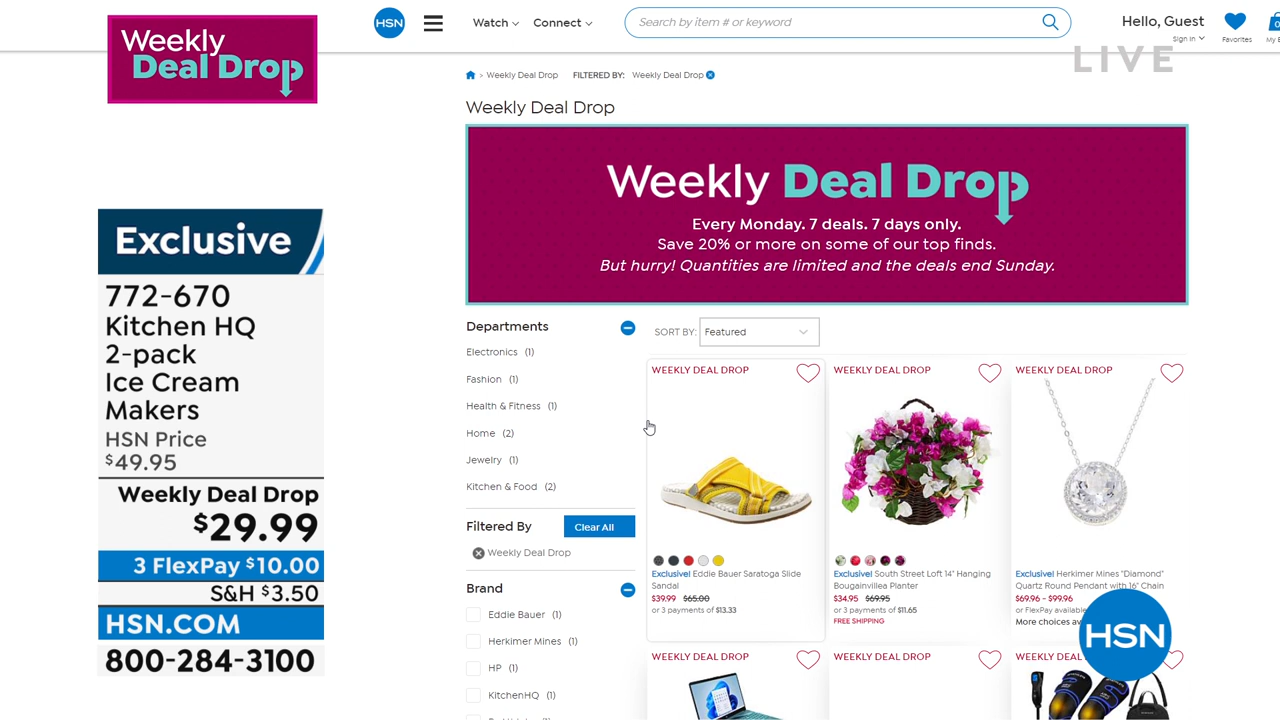 Weekly
Deal Drop
Exclusive
772-670
Kitchen HQ
2-pack
Ice Cream
Makers
HSN Price
$49.95
Weekly Deal Drop
$29.99
3 FlexPay $10.00
S&H $3.50
HSN.COM
800-284-3100
HSN
Watch
Connect
Search by item # or keyword
Hello, Guest
Sign In
Favorites
0
LIVE
> Weekly Deal Drop FILTERED BY: Weekly Deal Drop
Weekly Deal Drop
Weekly Deal Drop
Every Monday. 7 deals. 7 days only.
Save 20% or more on some of our top finds.
But hurry! Quantities are limited and the deals end Sunday.
Departments
Electronics (1)
Fashion (1)
Health & Fitness (1)
Home (2)
Jewelry (1)
Kitchen & Food (2)
Filtered By
Clear All
Weekly Deal Drop
Brand
Eddie Bauer (1)
Herkimer Mines (1)
HP (1)
KitchenHQ (1)
SORT BY: Featured
WEEKLY DEAL DROP
Exclusive! Eddie Bauer Saratoga Slide
Sandal
$39.99 $65.00
or 3 payments of $13.33
WEEKLY DEAL DROP
Exclusive! South Street Loft 14" Hanging
Bougainvillea Planter
$34.95 $69.95
or 3 payments of $11.65
FREE SHIPPING
WEEKLY DEAL DROP
Exclusive! Herkimer Mines "Diamond"
Quartz Round Pendant with 16" Chain
$69.96 - $99.96
or FlexPay available
More choices
HSN
WEEKLY DEAL DROP
WEEKLY DEAL DROP
WEEKLY DEAL DROP